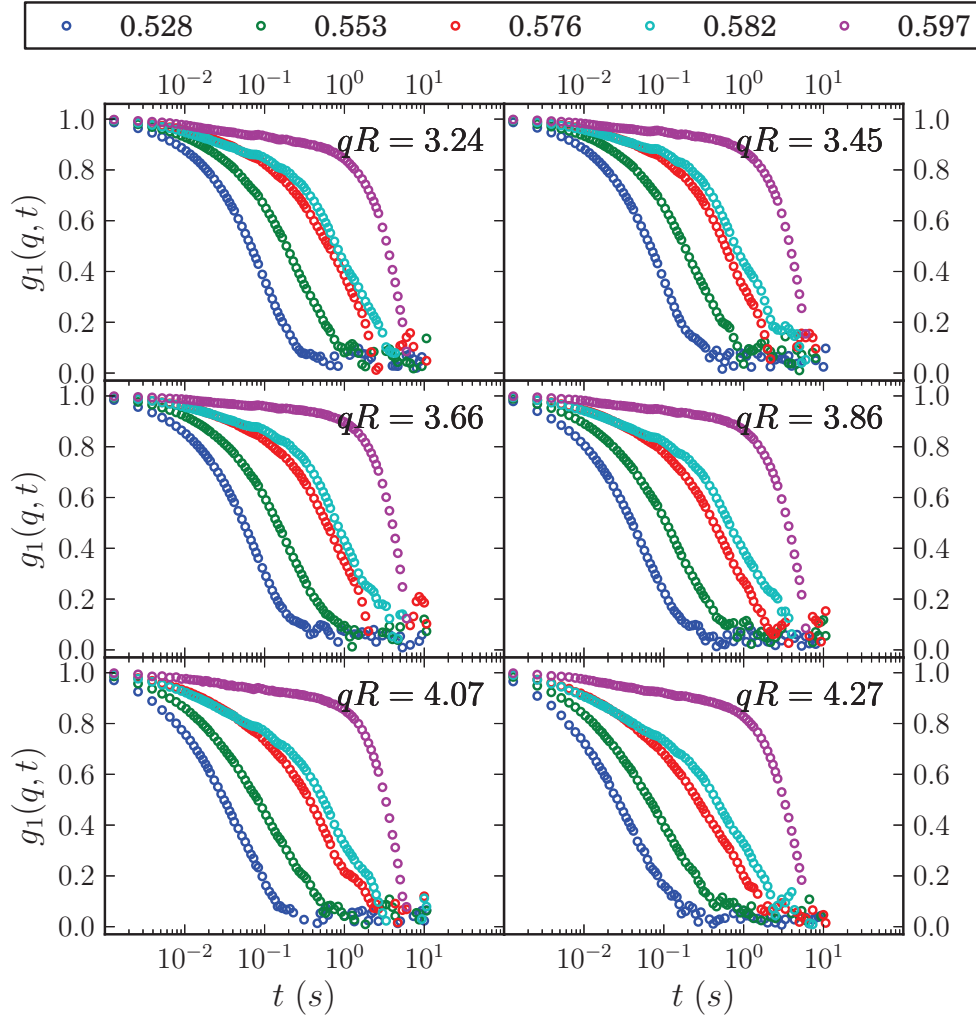 0.528 0.553 0.576 0.582 0.597
10⁻² 10⁻¹ 10⁰ 10¹ 10⁻² 10⁻¹ 10⁰ 10¹
1.0 0.8 0.6 0.4 0.2 0.0
g₁(q, t)
qR = 3.24
qR = 3.45
1.0 0.8 0.6 0.4 0.2 0.0
1.0 0.8 0.6 0.4 0.2 0.0
g₁(q, t)
qR = 3.66
qR = 3.86
1.0 0.8 0.6 0.4 0.2 0.0
1.0 0.8 0.6 0.4 0.2 0.0
g₁(q, t)
qR = 4.07
qR = 4.27
1.0 0.8 0.6 0.4 0.2 0.0
10⁻² 10⁻¹ 10⁰ 10¹ 10⁻² 10⁻¹ 10⁰ 10¹
t (s) t (s)